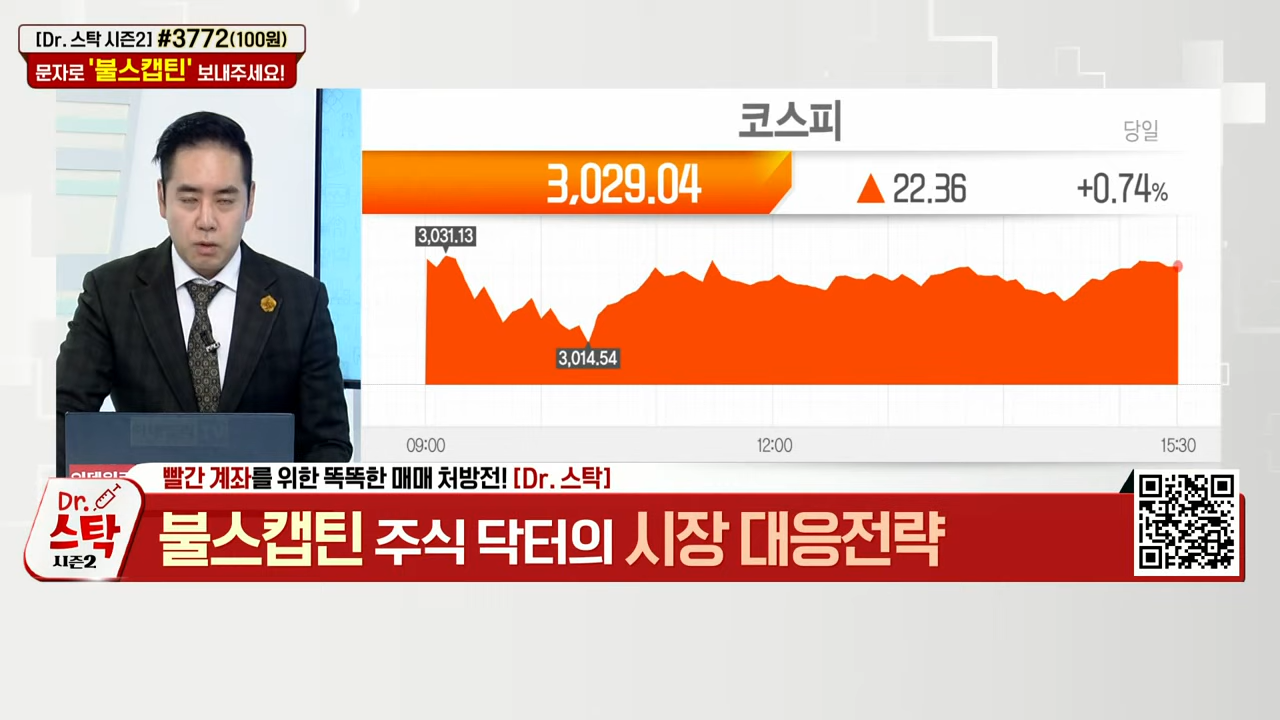 [Dr. 스탁 시즌2] #3772(100원)
문자로 '불스캡틴' 보내주세요!
코스피
당일
3,029.04 ▲ 22.36 +0.74%
3,031.13
3,014.54
09:00 12:00 15:30
빨간 계좌를 위한 똑똑한 매매 처방전! [Dr. 스탁]
Dr.
스탁
시즌2
불스캡틴 주식 닥터의 시장 대응전략